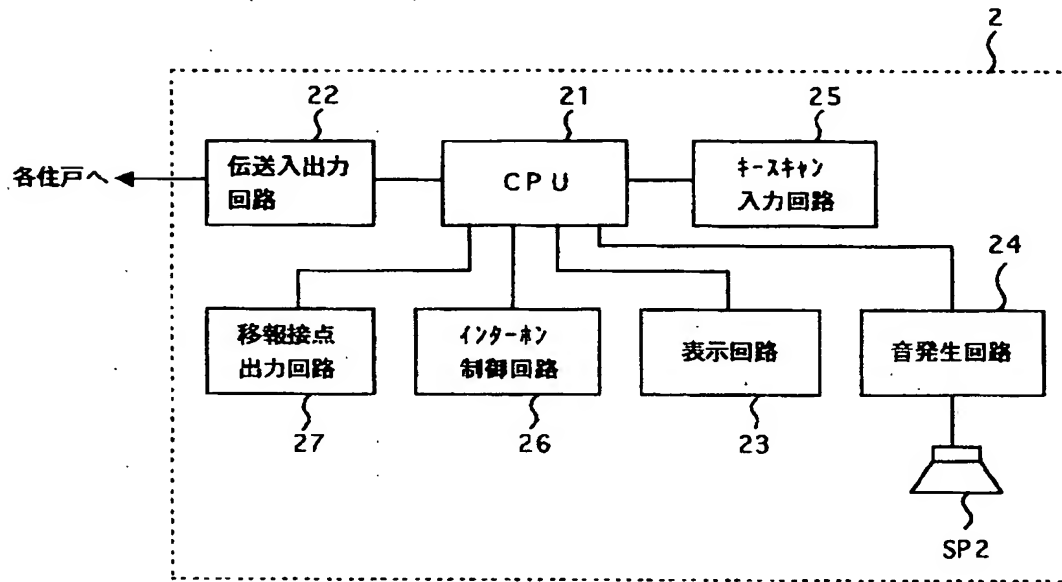 2
22
21
25
各住戸へ
伝送入出力
回路
CPU
キースキャン
入力回路
24
移報接点
出力回路
インターホン
制御回路
表示回路
音発生回路
27
26
23
SP2